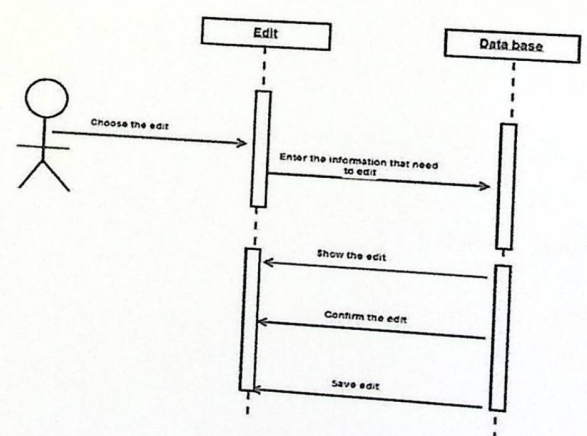 Edit
Data base
Choose the edit
Enter the information that need
to edit
Show the edit
Confirm the edit
Save edit